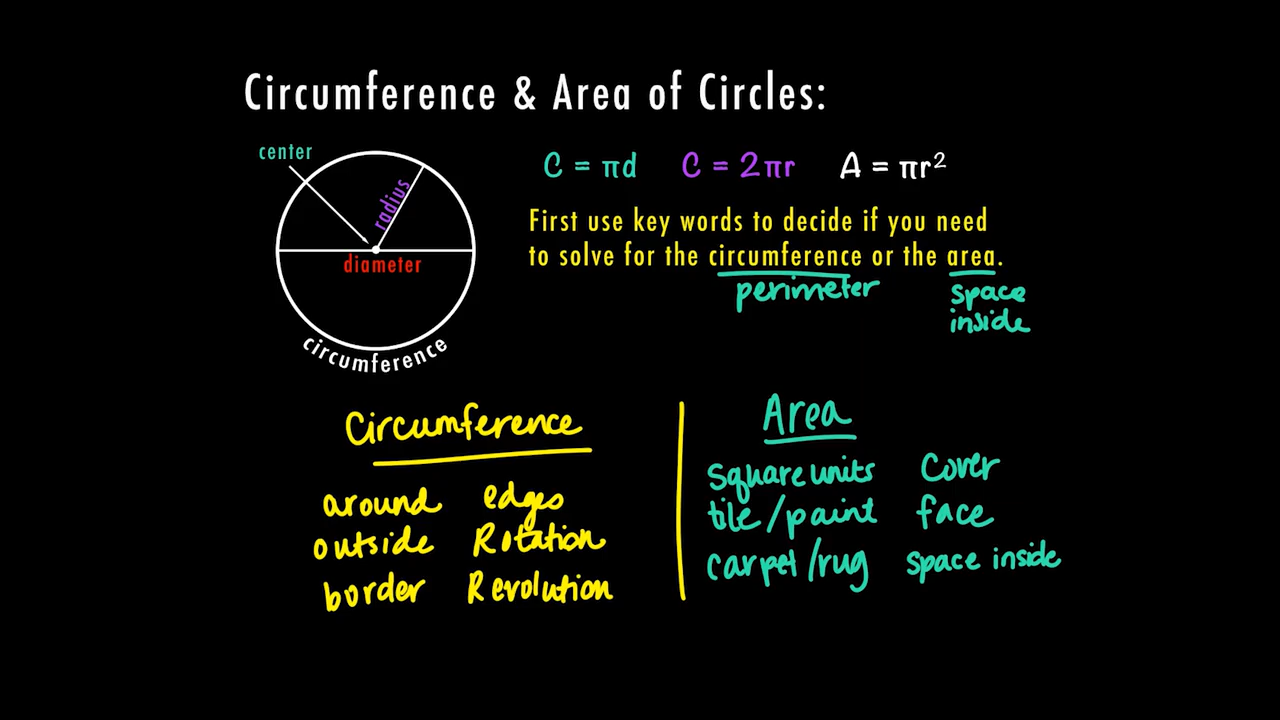 Circumference & Area of Circles:
center
radius
diameter
circumference
C = πd C = 2πr A = πr²
First use key words to decide if you need
to solve for the circumference or the area.
perimeter
space
inside
Circumference
around edges
outside Rotation
border Revolution
Area
square units cover
tile/paint face
carpet/rug space inside